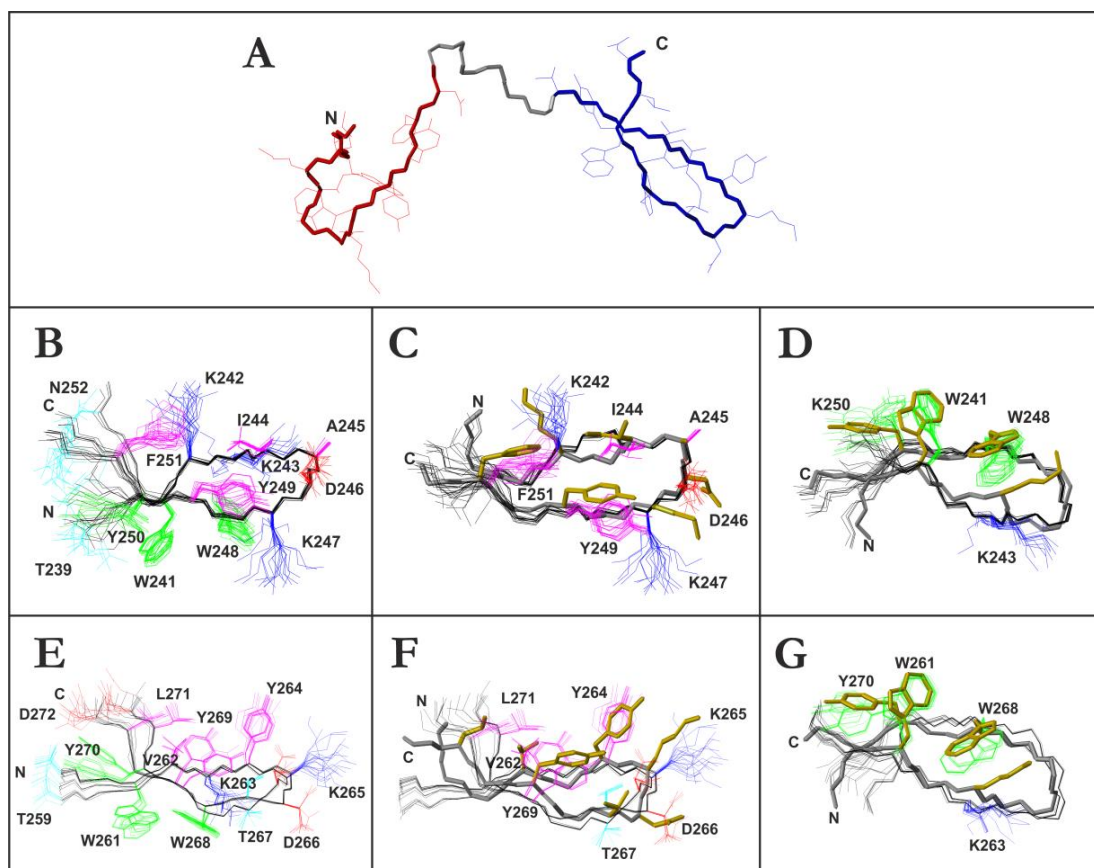 A
N
C
B
N252
C
K242
I244
A245
F251
K243
Y249
D246
N
Y250
W248
K247
T239
W241
C
N
K242
I244
A245
C
F251
D246
Y249
K247
D
K250
W241
W248
C
N
K243
E
C
L271
Y264
D272
Y269
Y270
V262
N
K263
K265
T259
T267
W261
W268
D266
F
N
L271
Y264
K265
V262
C
Y269
D266
T267
G
Y270
W261
W268
C
N
K263